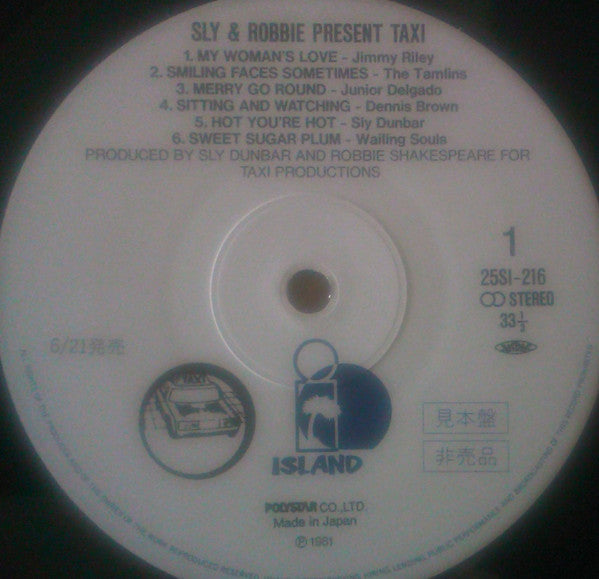 SLY & ROBBIE PRESENT TAXI
1. MY WOMAN'S LOVE - Jimmy Riley
2. SMILING FACES SOMETIMES - The Tamlins
3. MERRY GO ROUND - Junior Delgado
4. SITTING AND WATCHING - Dennis Brown
5. HOT YOU'RE HOT - Sly Dunbar
6. SWEET SUGAR PLUM - Wailing Souls
PRODUCED BY SLY DUNBAR AND ROBBIE SHAKESPEARE FOR
TAXI PRODUCTIONS
1
25SI-216
STEREO
33 1/3
6/21発売
TAXI
ISLAND
見本盤
非売品
POLYSTAR CO.,LTD.
Made in Japan
Ⓟ 1981